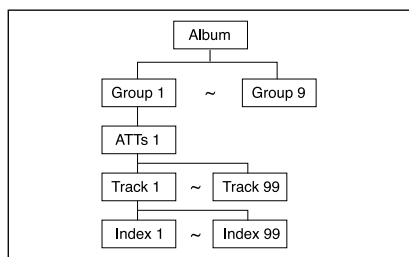 Album
Group 1 ~ Group 9
ATTs 1
Track 1 ~ Track 99
Index 1 ~ Index 99